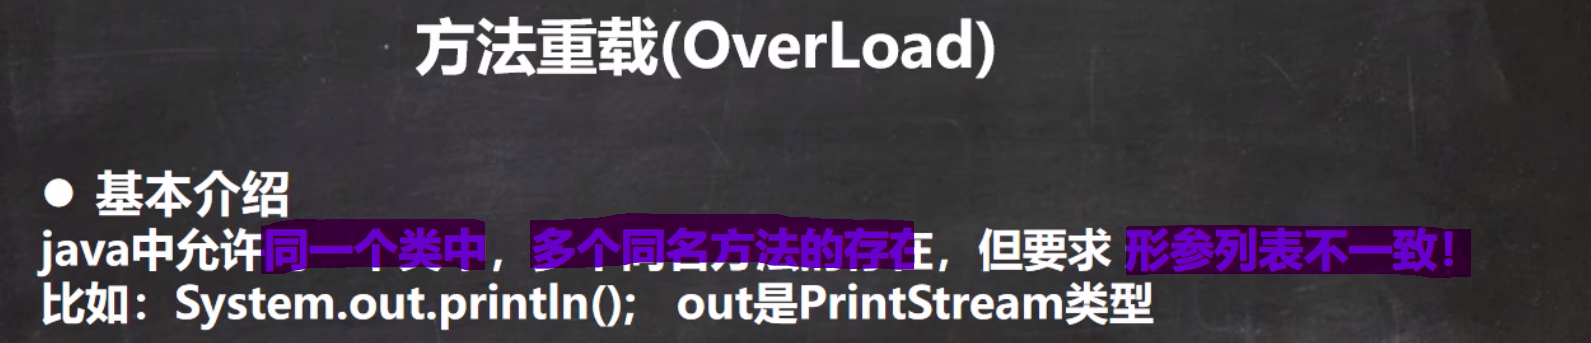 方法重载(OverLoad)
● 基本介绍
java中允许同一个类中，多个同名方法的存在，但要求 形参列表不一致！
比如：System.out.println(); out是PrintStream类型